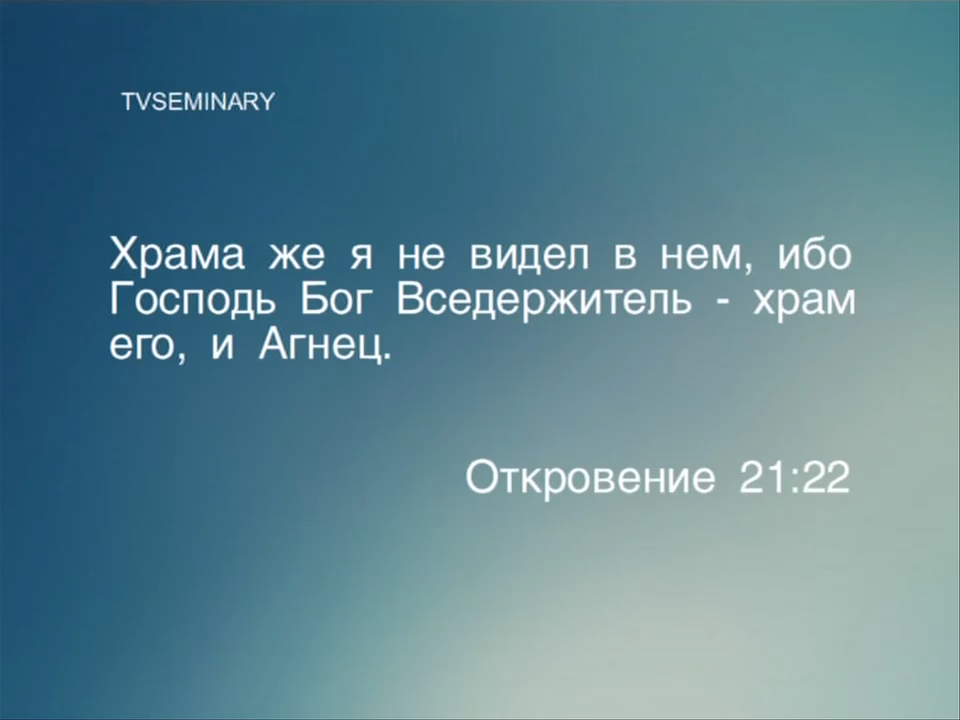 TVSEMINARY
Храма же я не видел в нем, ибо
Господь Бог Вседержитель - храм
его, и Агнец.
Откровение 21:22